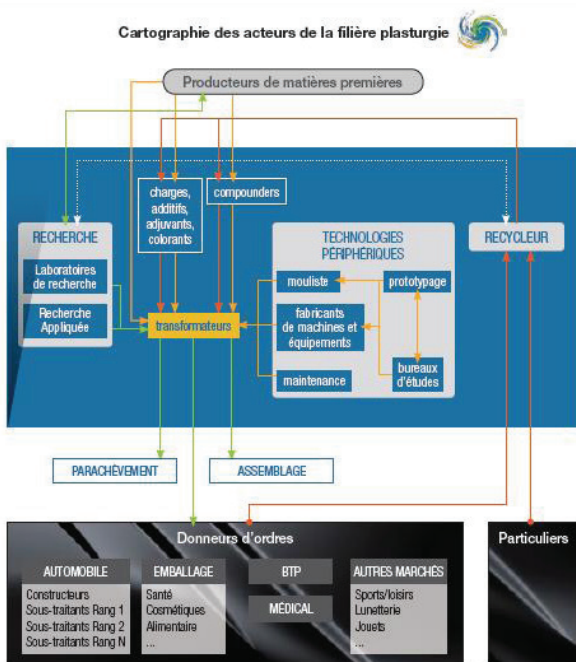 Cartographie des acteurs de la filière plasturgie
Producteurs de matières premières
charges,
additifs,
adjuvants,
colorants
compounders
RECHERCHE
Laboratoires
de recherche
Recherche
Appliquée
transformateurs
TECHNOLOGIES
PÉRIPHÉRIQUES
mouliste
prototypage
fabricants
de machines et
équipements
maintenance
bureaux
d'études
RECYCLEUR
PARACHÈVEMENT
ASSEMBLAGE
Donneurs d'ordres
AUTOMOBILE
Constructeurs
Sous-traitants Rang 1
Sous-traitants Rang 2
Sous-traitants Rang N
EMBALLAGE
Santé
Cosmétiques
Alimentaire
...
BTP
MÉDICAL
AUTRES MARCHÉS
Sports/loisirs
Lunetterie
Jouets
...
Particuliers